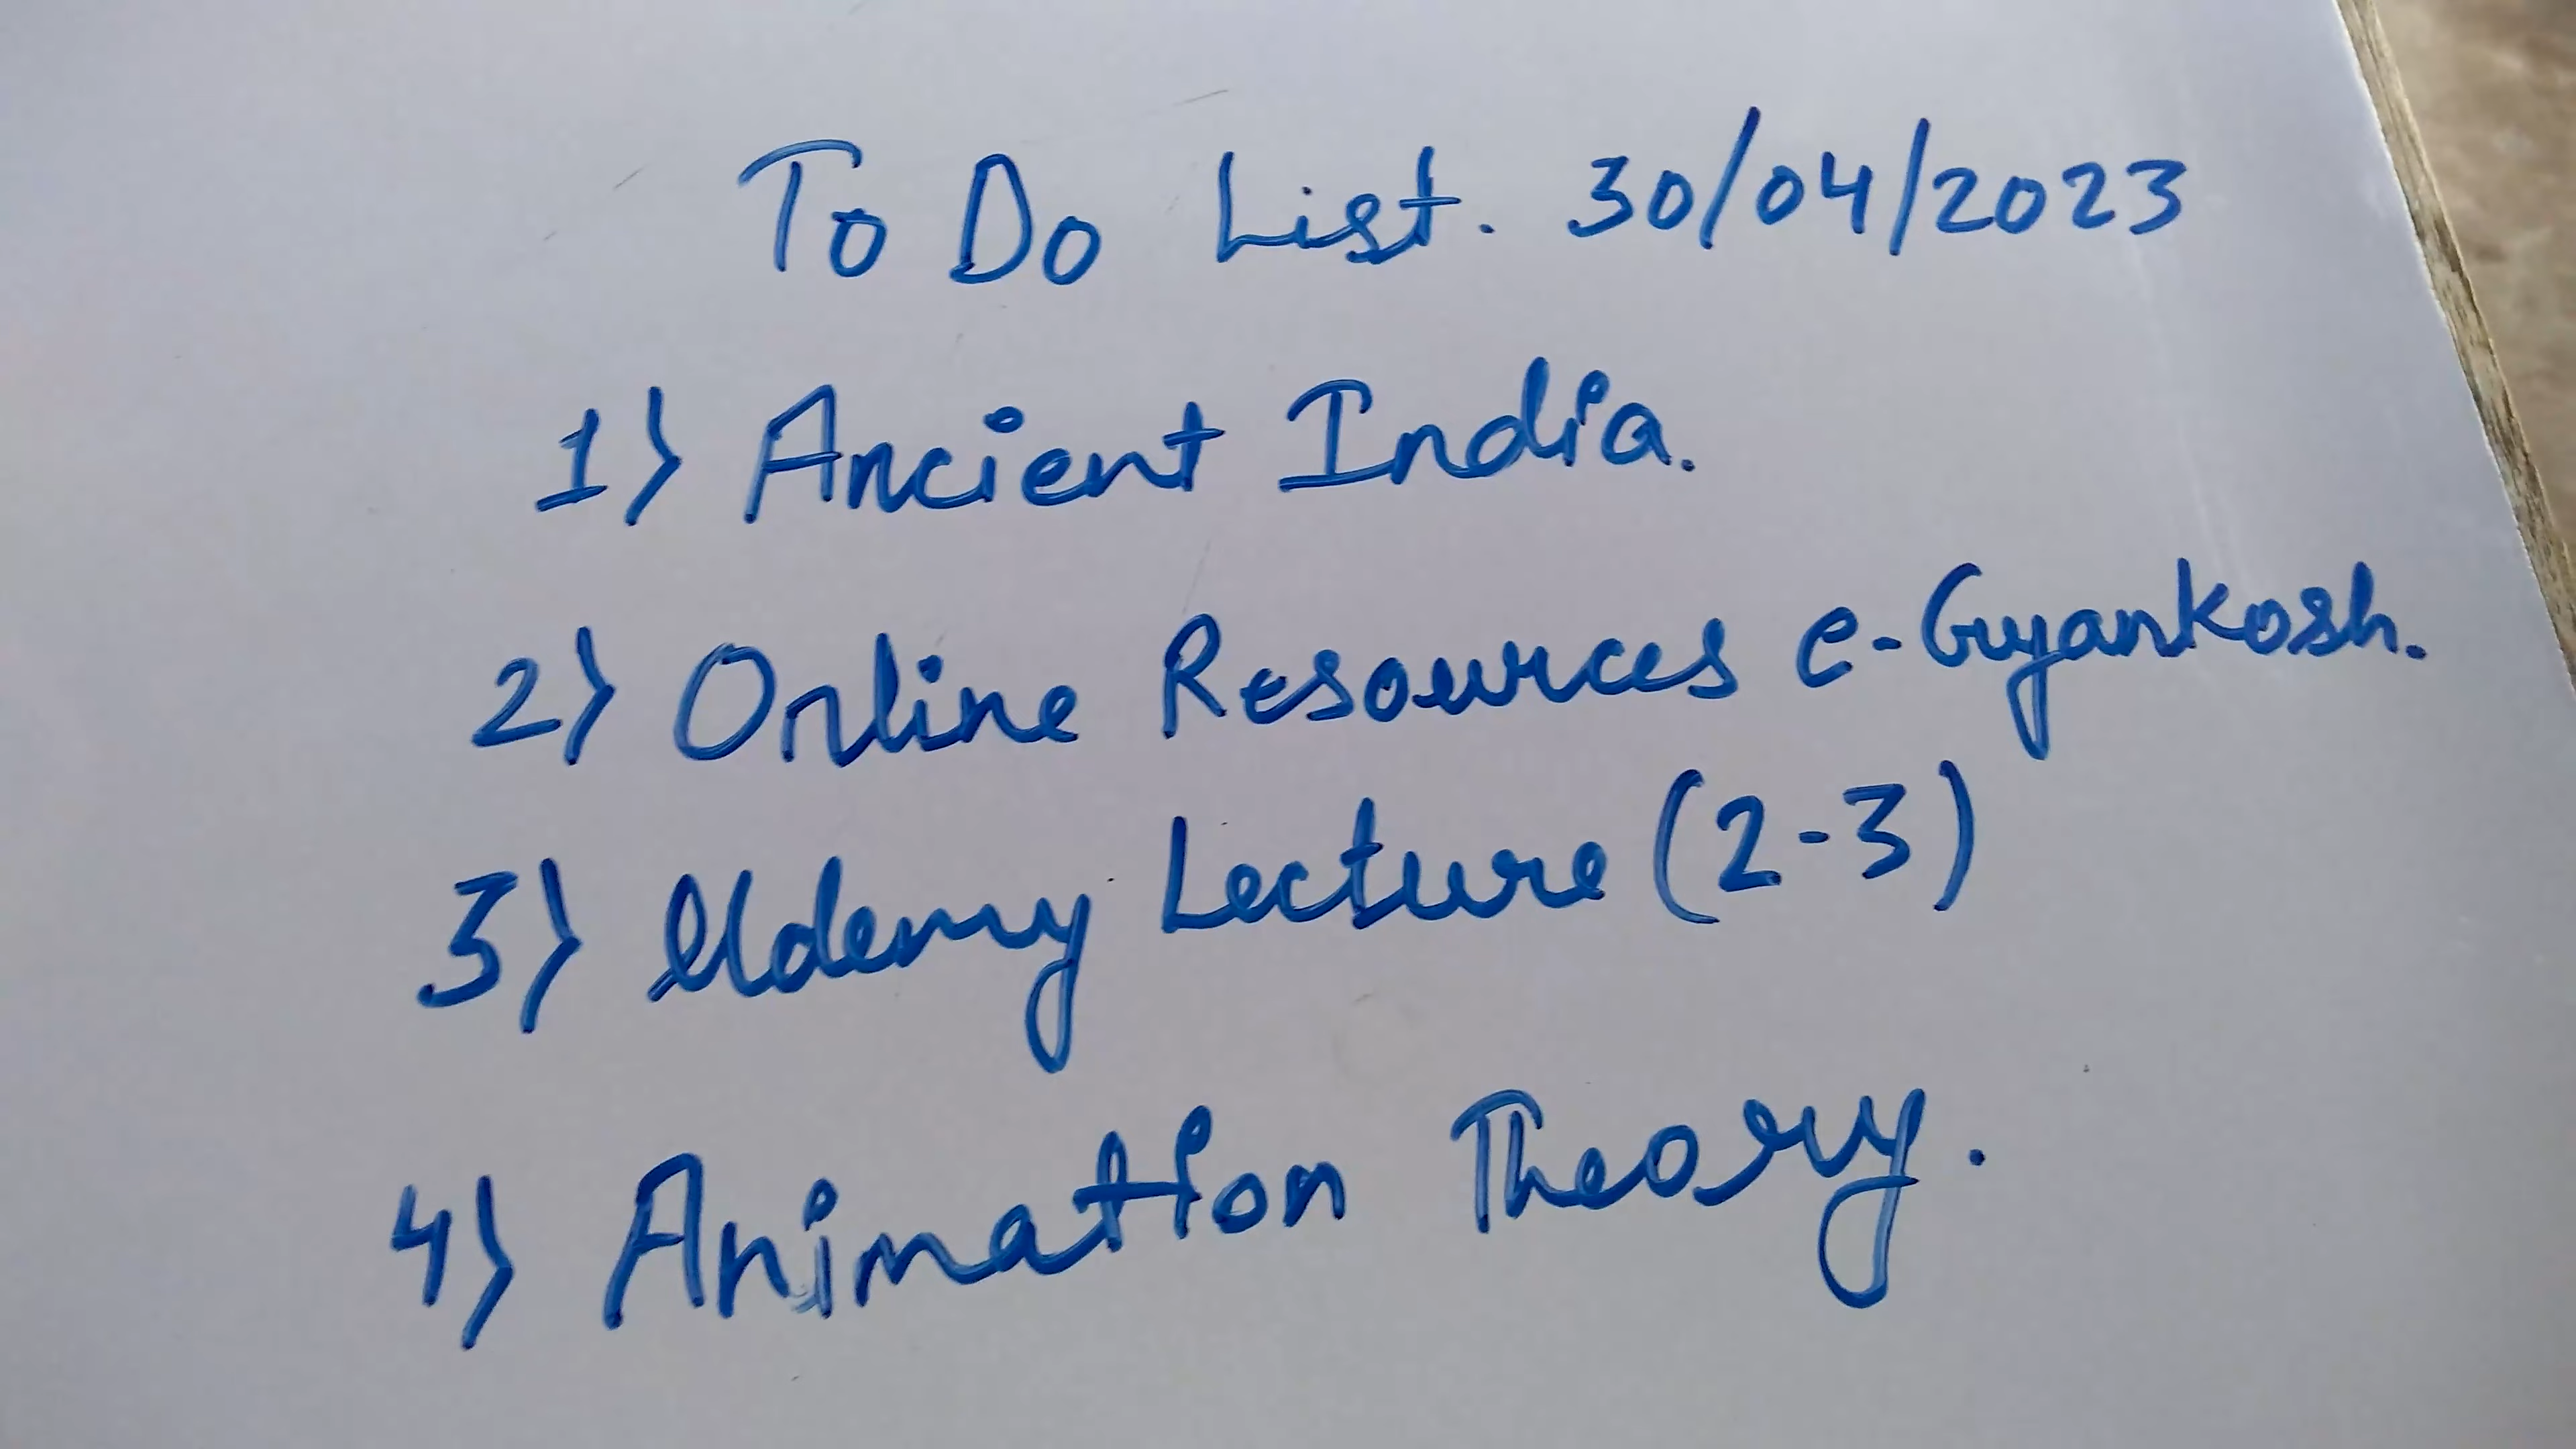 To Do List. 30/04/2023
1) Ancient India.
2) Online Resources e-Gyankosh.
3) Udemy Lecture (2-3)
4) Animation Theory.